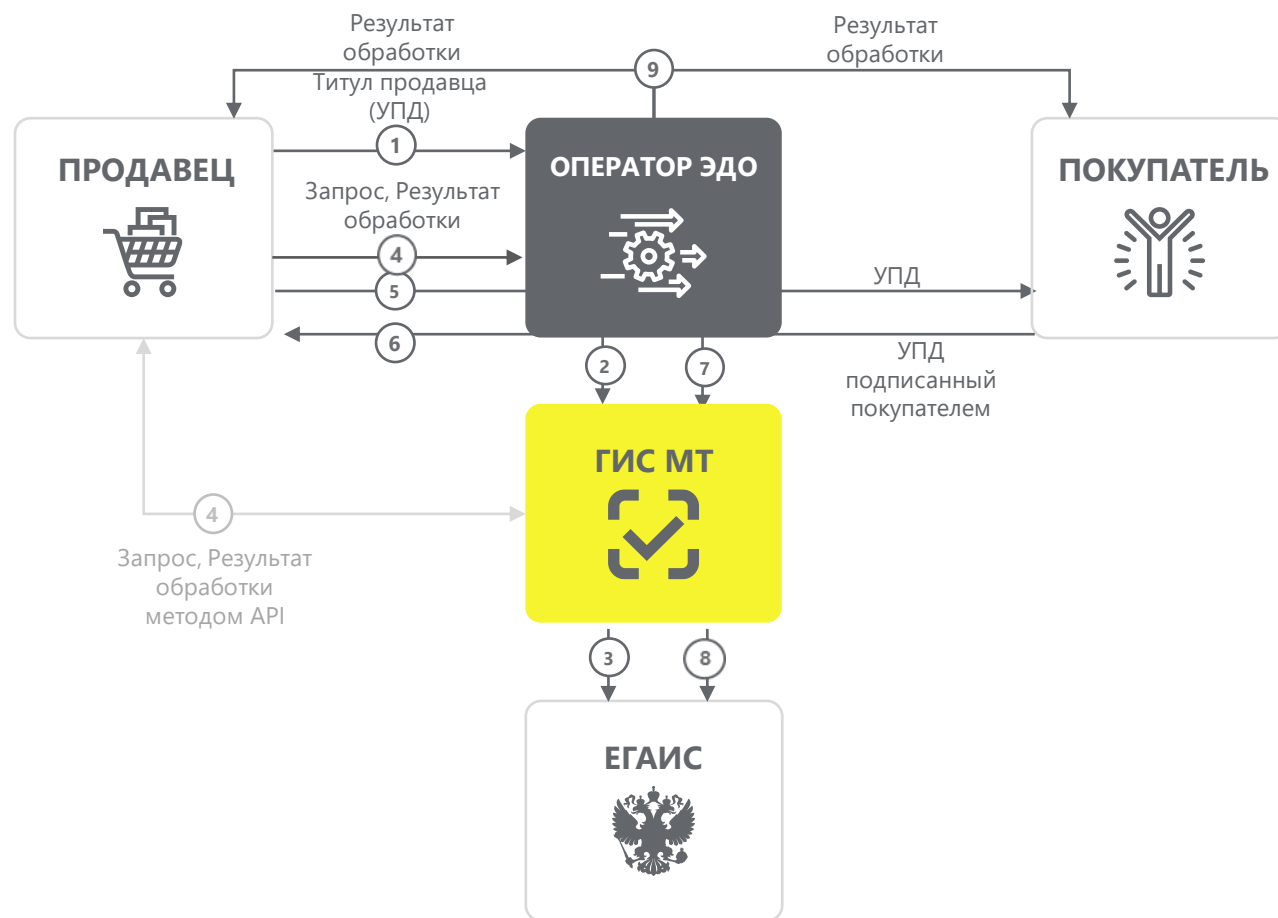 Результат
обработки
Результат
обработки
9
Титул продавца
(УПД)
1
ПРОДАВЕЦ
ОПЕРАТОР ЭДО
ПОКУПАТЕЛЬ
Запрос, Результат
обработки
4
5
УПД
6
УПД
подписанный
покупателем
2
7
ГИС МТ
4
Запрос, Результат
обработки
методом API
3
8
ЕГАИС